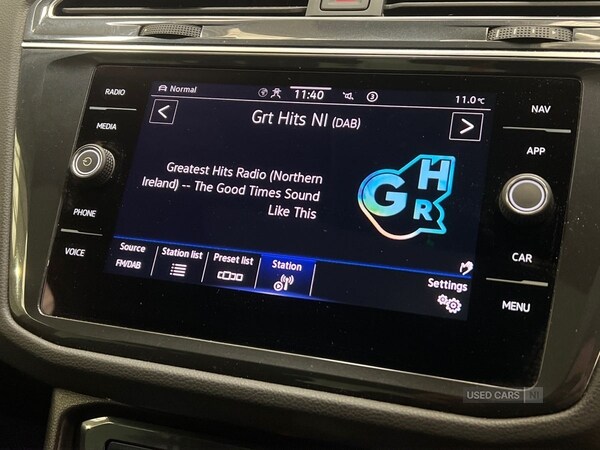 RADIO
MEDIA
PHONE
VOICE
Normal
11:40
3
11.0°C
Grt Hits NI (DAB)
Greatest Hits Radio (Northern
Ireland) -- The Good Times Sound
Like This
GHR
Source
FM/DAB
Station list
Preset list
Station
Settings
NAV
APP
CAR
MENU
USED CARS NI